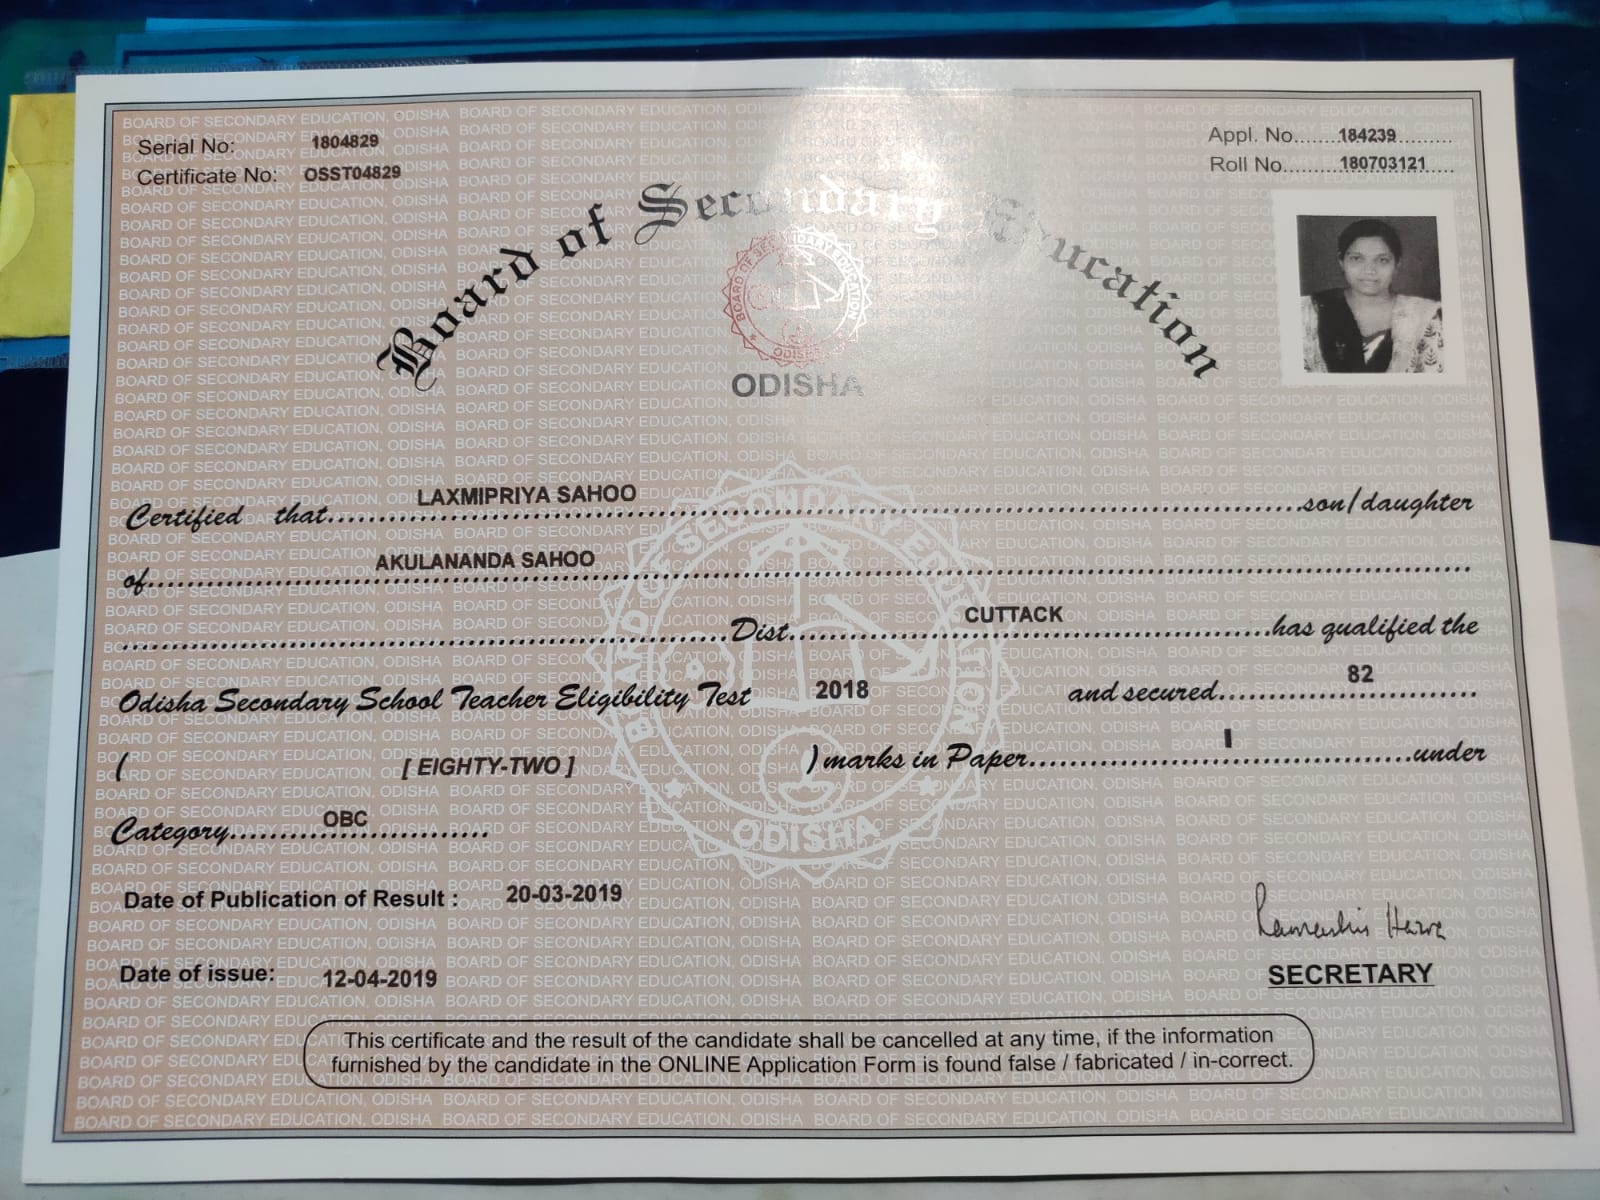 Serial No: 1804829
Certificate No: OSST04829
Appl. No......184239..........
Roll No..........180703121.....
Board of Secondary Education
BOARD OF SECONDARY EDUCATION
ODISHA
ODISHA
Certified that LAXMIPRIYA SAHOO son/daughter
of AKULANANDA SAHOO
Dist. CUTTACK has qualified the
Odisha Secondary School Teacher Eligibility Test 2018 and secured 82
( [ EIGHTY-TWO ] ) marks in Paper I under
Category OBC
Date of Publication of Result : 20-03-2019
Date of issue: 12-04-2019
SECRETARY
This certificate and the result of the candidate shall be cancelled at any time, if the information
furnished by the candidate in the ONLINE Application Form is found false / fabricated / in-correct.